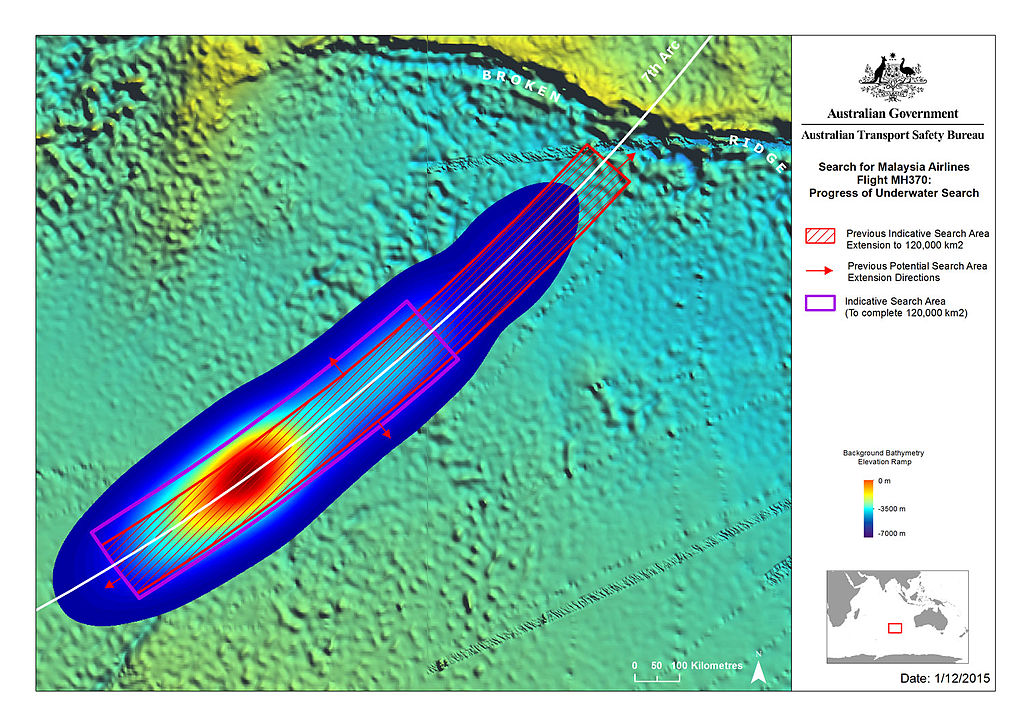 BROKEN
7th Arc
RIDGE
Australian Government
Australian Transport Safety Bureau
Search for Malaysia Airlines
Flight MH370:
Progress of Underwater Search
Previous Indicative Search Area
Extension to 120,000 km2
Previous Potential Search Area
Extension Directions
Indicative Search Area
(To complete 120,000 km2)
Background Bathymetry
Elevation Ramp
0 m
-3500 m
-7000 m
0 50 100 Kilometres
N
Date: 1/12/2015